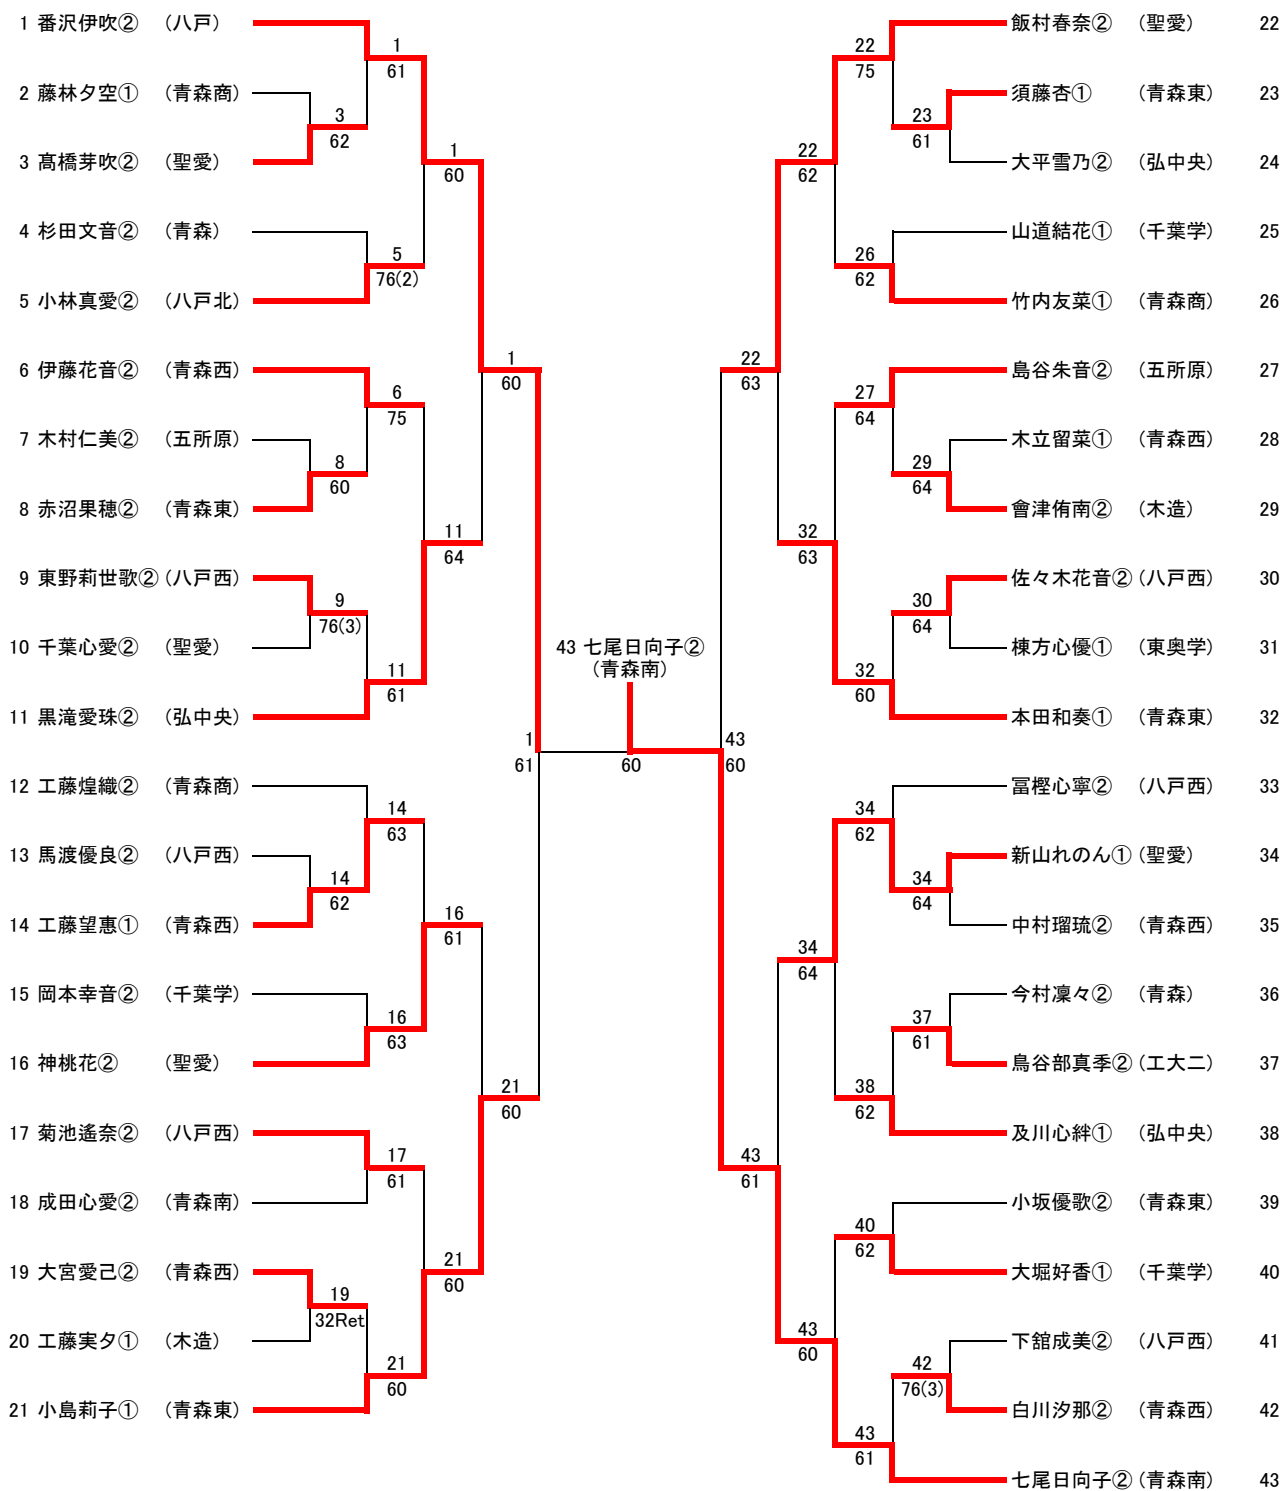 1 番沢伊吹② (八戸)
1
61
2 藤林夕空① (青森商)
3
62
3 髙橋芽吹② (聖愛)
1
60
4 杉田文音② (青森)
5
76(2)
5 小林真愛② (八戸北)
1
60
6 伊藤花音② (青森西)
6
75
7 木村仁美② (五所原)
8
60
8 赤沼果穂② (青森東)
11
64
9 東野莉世歌② (八戸西)
9
76(3)
10 千葉心愛② (聖愛)
11
61
11 黒滝愛珠② (弘中央)
1
61
12 工藤煌織② (青森商)
14
63
13 馬渡優良② (八戸西)
14
62
14 工藤望惠① (青森西)
16
61
15 岡本幸音② (千葉学)
16
63
16 神桃花② (聖愛)
21
60
17 菊池遙奈② (八戸西)
17
61
18 成田心愛② (青森南)
21
60
19 大宮愛己② (青森西)
19
32Ret
20 工藤実夕① (木造)
21
60
21 小島莉子① (青森東)
43 七尾日向子②
(青森南)
60
飯村春奈② (聖愛) 22
22
75
須藤杏① (青森東) 23
23
61
大平雪乃② (弘中央) 24
22
62
山道結花① (千葉学) 25
26
62
竹内友菜① (青森商) 26
22
63
島谷朱音② (五所原) 27
27
64
木立留菜① (青森西) 28
29
64
會津侑南② (木造) 29
32
63
佐々木花音② (八戸西) 30
30
64
棟方心優① (東奥学) 31
32
60
本田和奏① (青森東) 32
43
60
冨樫心寧② (八戸西) 33
34
62
新山れのん① (聖愛) 34
34
64
中村瑠琉② (青森西) 35
34
64
今村凜々② (青森) 36
37
61
鳥谷部真季② (工大二) 37
38
62
及川心絆① (弘中央) 38
43
61
小坂優歌② (青森東) 39
40
62
大堀好香① (千葉学) 40
43
60
下舘成美② (八戸西) 41
42
76(3)
白川汐那② (青森西) 42
43
61
七尾日向子② (青森南) 43